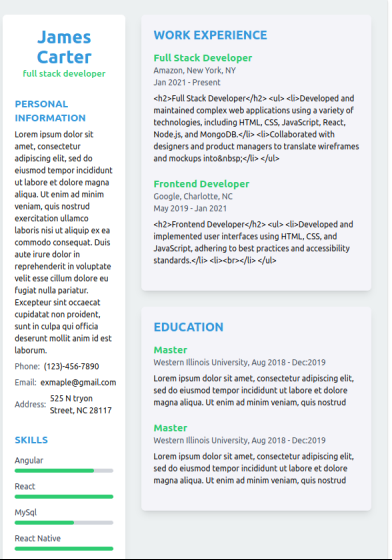 James
Carter
full stack developer
PERSONAL
INFORMATION
Lorem ipsum dolor sit
amet, consectetur
adipiscing elit, sed do
eiusmod tempor incididunt
ut labore et dolore magna
aliqua. Ut enim ad minim
veniam, quis nostrud
exercitation ullamco
laboris nisi ut aliquip ex ea
commodo consequat. Duis
aute irure dolor in
reprehenderit in voluptate
velit esse cillum dolore eu
fugiat nulla pariatur.
Excepteur sint occaecat
cupidatat non proident,
sunt in culpa qui officia
deserunt mollit anim id est
laborum.
Phone: (123)-456-7890
Email: exmaple@gmail.com
Address: 525 N tryon
Street, NC 28117
SKILLS
Angular
React
MySql
React Native
WORK EXPERIENCE
Full Stack Developer
Amazon, New York, NY
Jan 2021 - Present
<h2>Full Stack Developer</h2> <ul> <li>Developed and
maintained complex web applications using a variety of
technologies, including HTML, CSS, JavaScript, React,
Node.js, and MongoDB.</li> <li>Collaborated with
designers and product managers to translate wireframes
and mockups into&nbsp;</li> </ul>
Frontend Developer
Google, Charlotte, NC
May 2019 - Jan 2021
<h2>Frontend Developer</h2> <ul> <li>Developed and
implemented user interfaces using HTML, CSS, and
JavaScript, adhering to best practices and accessibility
standards.</li> <li><br></li> </ul>
EDUCATION
Master
Western Illinois University, Aug 2018 - Dec:2019
Lorem ipsum dolor sit amet, consectetur adipiscing elit,
sed do eiusmod tempor incididunt ut labore et dolore
magna aliqua. Ut enim ad minim veniam, quis nostrud
Master
Western Illinois University, Aug 2018 - Dec:2019
Lorem ipsum dolor sit amet, consectetur adipiscing elit,
sed do eiusmod tempor incididunt ut labore et dolore
magna aliqua. Ut enim ad minim veniam, quis nostrud